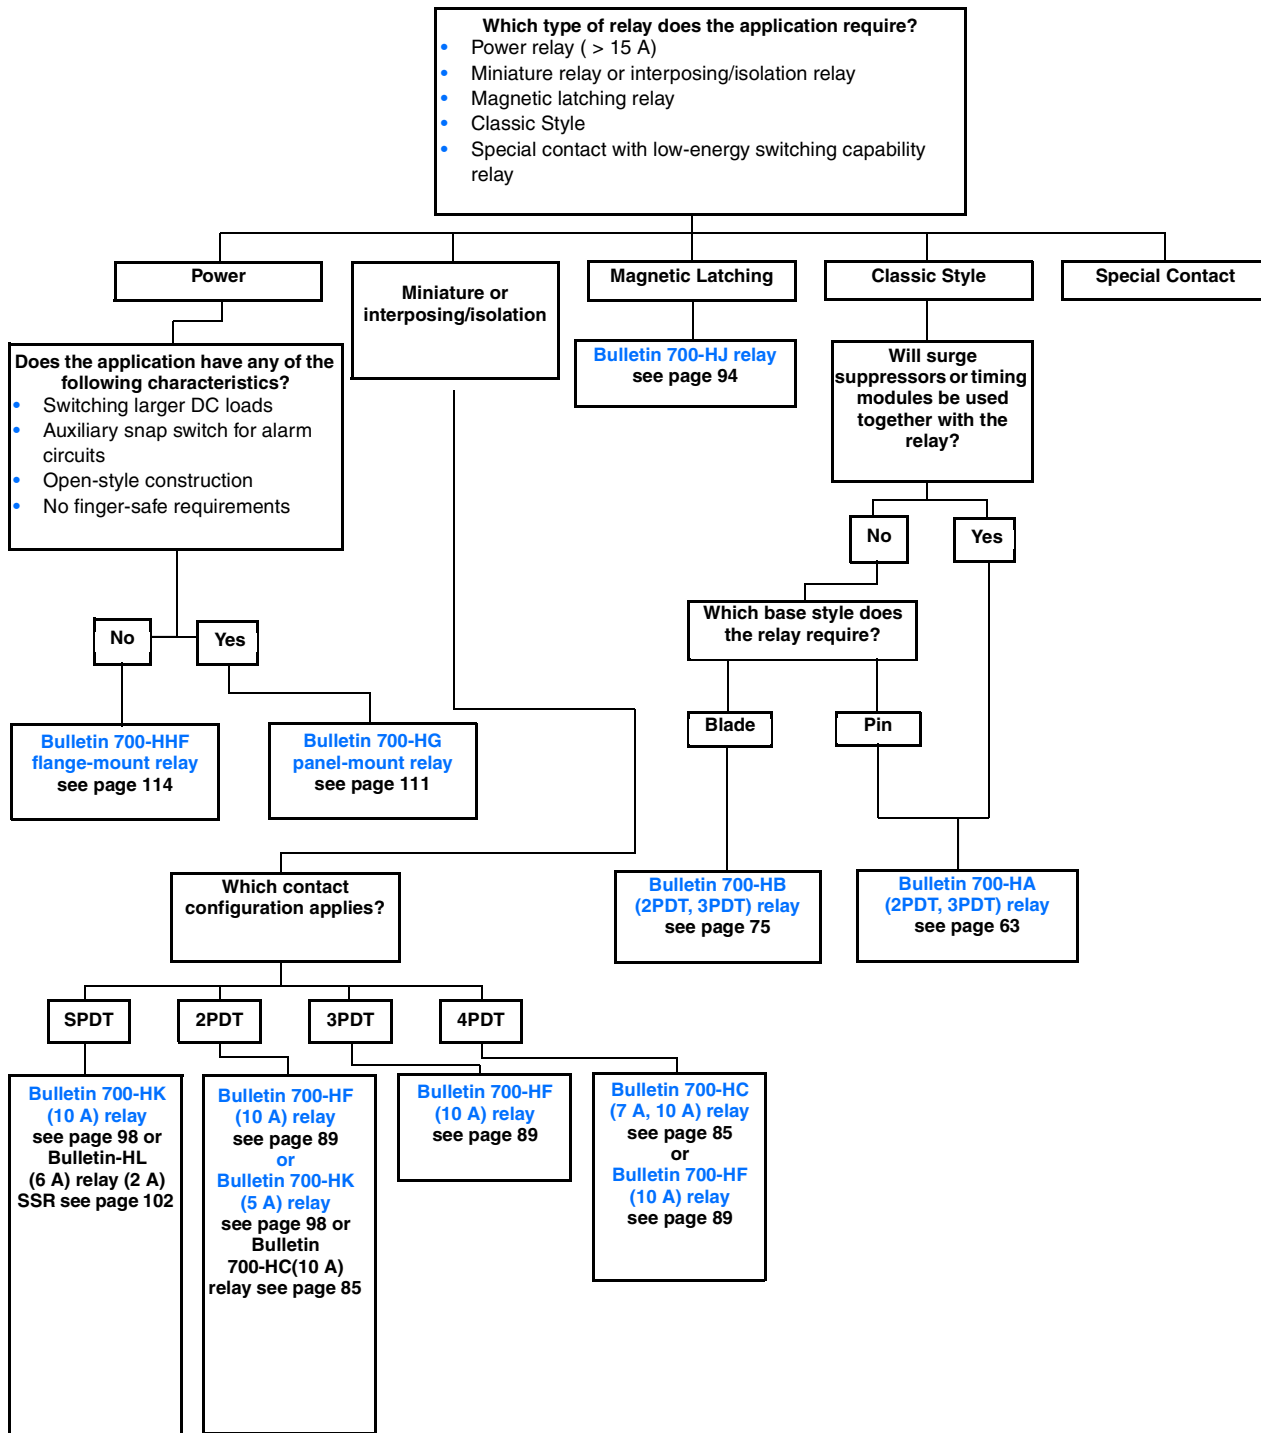 Which type of relay does the application require?
• Power relay ( > 15 A)
• Miniature relay or interposing/isolation relay
• Magnetic latching relay
• Classic Style
• Special contact with low-energy switching capability
relay
Power
Miniature or
interposing/isolation
Magnetic Latching
Classic Style
Special Contact
Does the application have any of the
following characteristics?
• Switching larger DC loads
• Auxiliary snap switch for alarm
circuits
• Open-style construction
• No finger-safe requirements
Bulletin 700-HJ relay
see page 94
Will surge
suppressors or timing
modules be used
together with the
relay?
No
Yes
Which base style does
the relay require?
No
Yes
Blade
Pin
Bulletin 700-HHF
flange-mount relay
see page 114
Bulletin 700-HG
panel-mount relay
see page 111
Which contact
configuration applies?
Bulletin 700-HB
(2PDT, 3PDT) relay
see page 75
Bulletin 700-HA
(2PDT, 3PDT) relay
see page 63
SPDT
2PDT
3PDT
4PDT
Bulletin 700-HK
(10 A) relay
see page 98 or
Bulletin-HL
(6 A) relay (2 A)
SSR see page 102
Bulletin 700-HF
(10 A) relay
see page 89
or
Bulletin 700-HK
(5 A) relay
see page 98 or
Bulletin
700-HC(10 A)
relay see page 85
Bulletin 700-HF
(10 A) relay
see page 89
Bulletin 700-HC
(7 A, 10 A) relay
see page 85
or
Bulletin 700-HF
(10 A) relay
see page 89